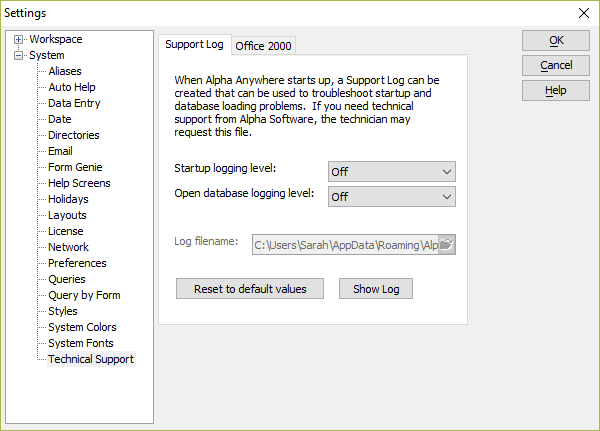 Settings
Workspace
System
Aliases
Auto Help
Data Entry
Date
Directories
Email
Form Genie
Help Screens
Holidays
Layouts
License
Network
Preferences
Queries
Query by Form
Styles
System Colors
System Fonts
Technical Support
Support Log
Office 2000
When Alpha Anywhere starts up, a Support Log can be
created that can be used to troubleshoot startup and
database loading problems.  If you need technical
support from Alpha Software, the technician may
request this file.
Startup logging level:
Off
Open database logging level:
Off
Log filename:
C:\Users\Sarah\AppData\Roaming\Alp
Reset to default values
Show Log
OK
Cancel
Help